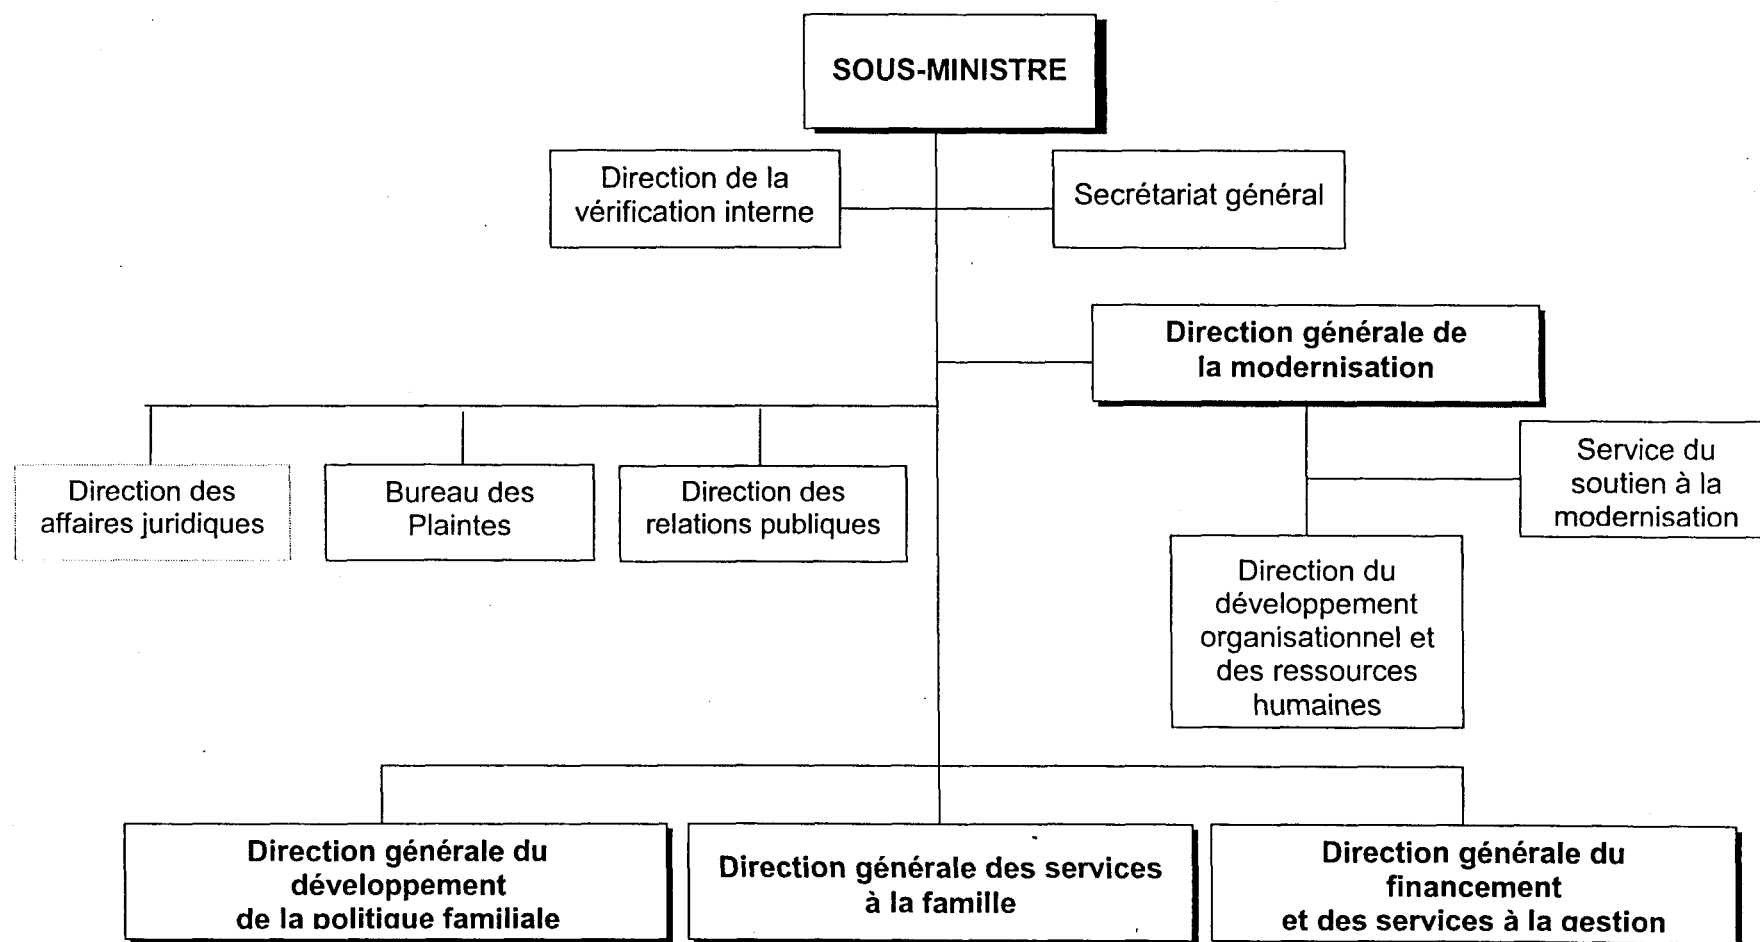 SOUS-MINISTRE
Direction de la
vérification interne
Secrétariat général
Direction générale de
la modernisation
Direction des
affaires juridiques
Bureau des
Plaintes
Direction des
relations publiques
Service du
soutien à la
modernisation
Direction du
développement
organisationnel et
des ressources
humaines
Direction générale du
développement
de la politique familiale
Direction générale des services
à la famille
Direction générale du
financement
et des services à la gestion